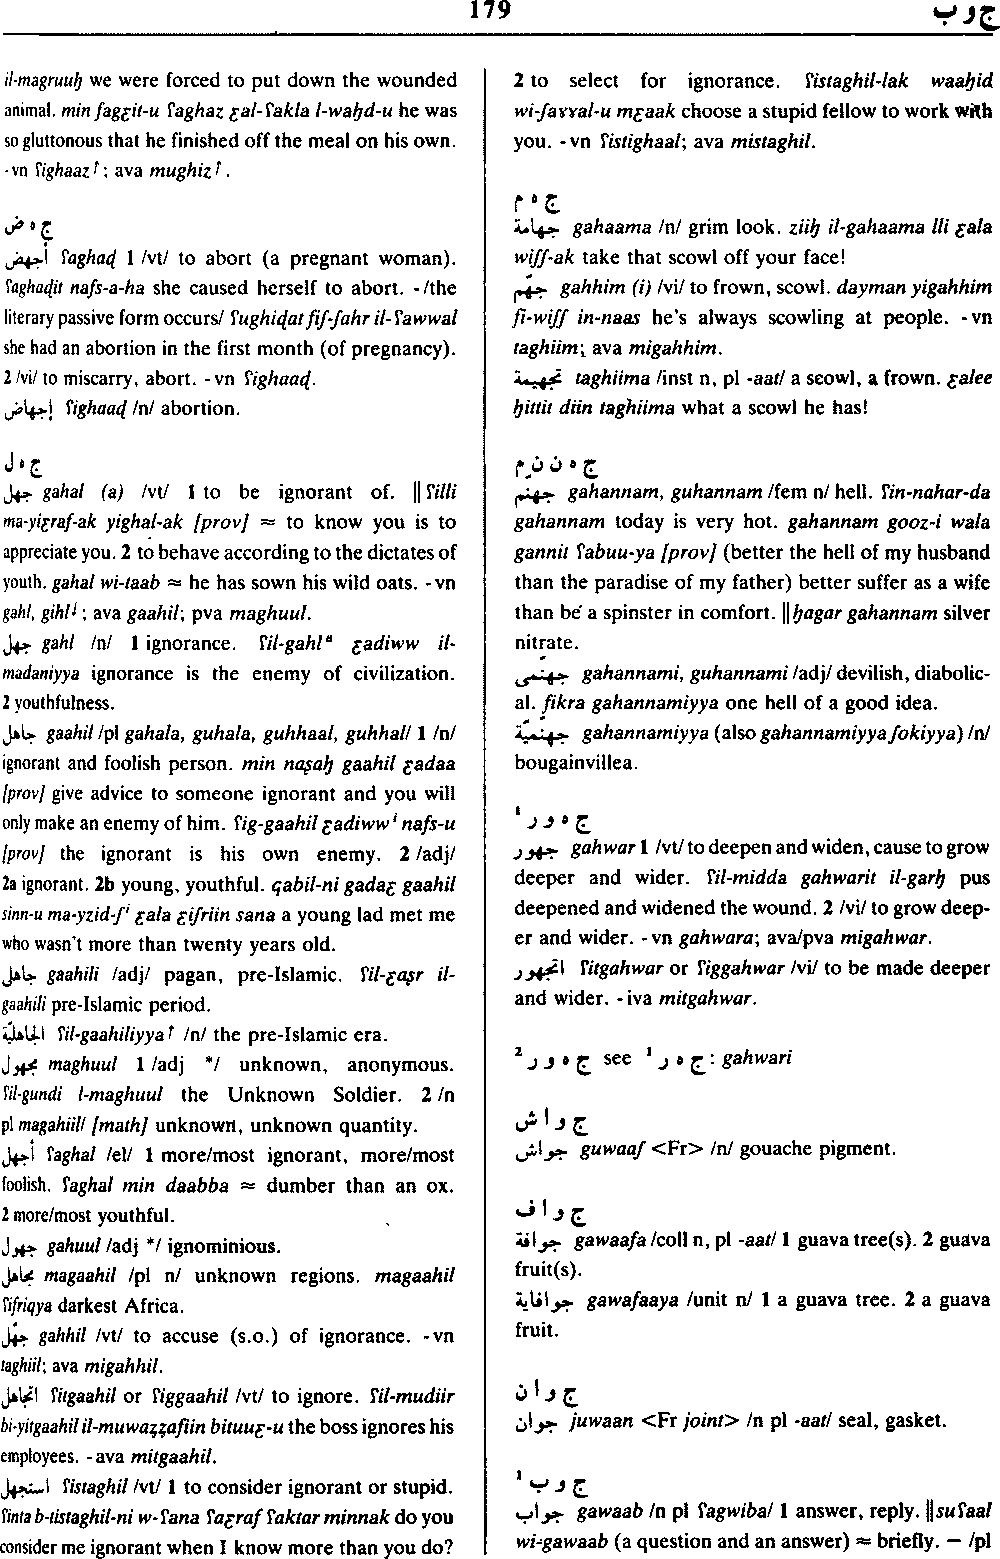 179
ج و ب
il-magruuḥ we were forced to put down the wounded
animal. min faggɛit-u ʕaghaz ɛal-ʕakla l-waḥd-u he was
so gluttonous that he finished off the meal on his own.
-vn ʕighaaz↑; ava mughiz↑.
ج ه ض
أجهض ʕaghaḍ 1 /vt/ to abort (a pregnant woman).
ʕaghaḍit nafs-a-ha she caused herself to abort. -/the
literary passive form occurs/ ʕughiḍat fiʃ-ʃahr il-ʕawwal
she had an abortion in the first month (of pregnancy).
2 /vi/ to miscarry, abort. -vn ʕighaaḍ.
إجهاض ʕighaaḍ /n/ abortion.
ج ه ل
جهل gahal (a) /vt/ 1 to be ignorant of. ‖ ʕilli
ma-yiɛraf-ak yighal-ak [prov] ≈ to know you is to
appreciate you. 2 to behave according to the dictates of
youth. gahal wi-taab ≈ he has sown his wild oats. -vn
gahl, gihl↓; ava gaahil; pva maghuul.
جهل gahl /n/ 1 ignorance. ʕil-gahlᵃ ɛadiww il-
madaniyya ignorance is the enemy of civilization.
2 youthfulness.
جاهل gaahil /pl gahala, guhala, guhhaal, guhhal/ 1 /n/
ignorant and foolish person. min naṣaḥ gaahil ɛadaa
[prov] give advice to someone ignorant and you will
only make an enemy of him. ʕig-gaahil ɛadiwwⁱ nafs-u
[prov] the ignorant is his own enemy. 2 /adj/
2a ignorant. 2b young, youthful. qabil-ni gadaɛ gaahil
sinn-u ma-yzid-ʃⁱ ɛala ɛiʃriin sana a young lad met me
who wasn't more than twenty years old.
جاهلي gaahili /adj/ pagan, pre-Islamic. ʕil-ɛaṣr il-
gaahili pre-Islamic period.
الجاهليّة ʕil-gaahiliyya↑ /n/ the pre-Islamic era.
مجهول maghuul 1 /adj */ unknown, anonymous.
ʕil-gundi l-maghuul the Unknown Soldier. 2 /n
pl magahiil/ [math] unknown, unknown quantity.
أجهل ʕaghal /el/ 1 more/most ignorant, more/most
foolish. ʕaghal min daabba ≈ dumber than an ox.
2 more/most youthful.
جهول gahuul /adj */ ignominious.
مجاهل magaahil /pl n/ unknown regions. magaahil
ʕifriqya darkest Africa.
جهّل gahhil /vt/ to accuse (s.o.) of ignorance. -vn
taghiil; ava migahhil.
اتجاهل ʕitgaahil or ʕiggaahil /vt/ to ignore. ʕil-mudiir
bi-yitgaahil il-muwaẓẓafiin bituuɛ-u the boss ignores his
employees. -ava mitgaahil.
استجهل ʕistaghil /vt/ 1 to consider ignorant or stupid.
ʕinta b-tistaghil-ni w-ʕana ʕaɛraf ʕaktar minnak do you
consider me ignorant when I know more than you do?
2 to select for ignorance. ʕistaghil-lak waaḥid
wi-ʃaɣɣal-u mɛaak choose a stupid fellow to work with
you. -vn ʕistighaal; ava mistaghil.
ج ه م
جهامة gahaama /n/ grim look. ziiḥ il-gahaama lli ɛala
wiʃʃ-ak take that scowl off your face!
جهّم gahhim (i) /vi/ to frown, scowl. dayman yigahhim
fi-wiʃʃ in-naas he's always scowling at people. -vn
taghiim; ava migahhim.
تجهيمة taghiima /inst n, pl -aat/ a scowl, a frown. ɛalee
ḥittit diin taghiima what a scowl he has!
ج ه ن ن م
جهنّم gahannam, guhannam /fem n/ hell. ʕin-nahar-da
gahannam today is very hot. gahannam gooz-i wala
gannit ʕabuu-ya [prov] (better the hell of my husband
than the paradise of my father) better suffer as a wife
than be a spinster in comfort. ‖ ḥagar gahannam silver
nitrate.
جهنّمي gahannami, guhannami /adj/ devilish, diabolic-
al. fikra gahannamiyya one hell of a good idea.
جهنّميّة gahannamiyya (also gahannamiyya ʃokiyya) /n/
bougainvillea.
ج ه و ر ¹
جهور gahwar 1 /vt/ to deepen and widen, cause to grow
deeper and wider. ʕil-midda gahwarit il-garḥ pus
deepened and widened the wound. 2 /vi/ to grow deep-
er and wider. -vn gahwara; ava/pva migahwar.
اتجهور ʕitgahwar or ʕiggahwar /vi/ to be made deeper
and wider. -iva mitgahwar.
ج ه و ر ² see ج ه ر ¹: gahwari
ج و ا ش
جواش guwaaʃ <Fr> /n/ gouache pigment.
ج و ا ف
جوافة gawaafa /coll n, pl -aat/ 1 guava tree(s). 2 guava
fruit(s).
جوافاية gawafaaya /unit n/ 1 a guava tree. 2 a guava
fruit.
ج و ا ن
جوان juwaan <Fr joint> /n pl -aat/ seal, gasket.
ج و ب ¹
جواب gawaab /n pl ʕagwiba/ 1 answer, reply. ‖ suʕaal
wi-gawaab (a question and an answer) ≈ briefly. – /pl